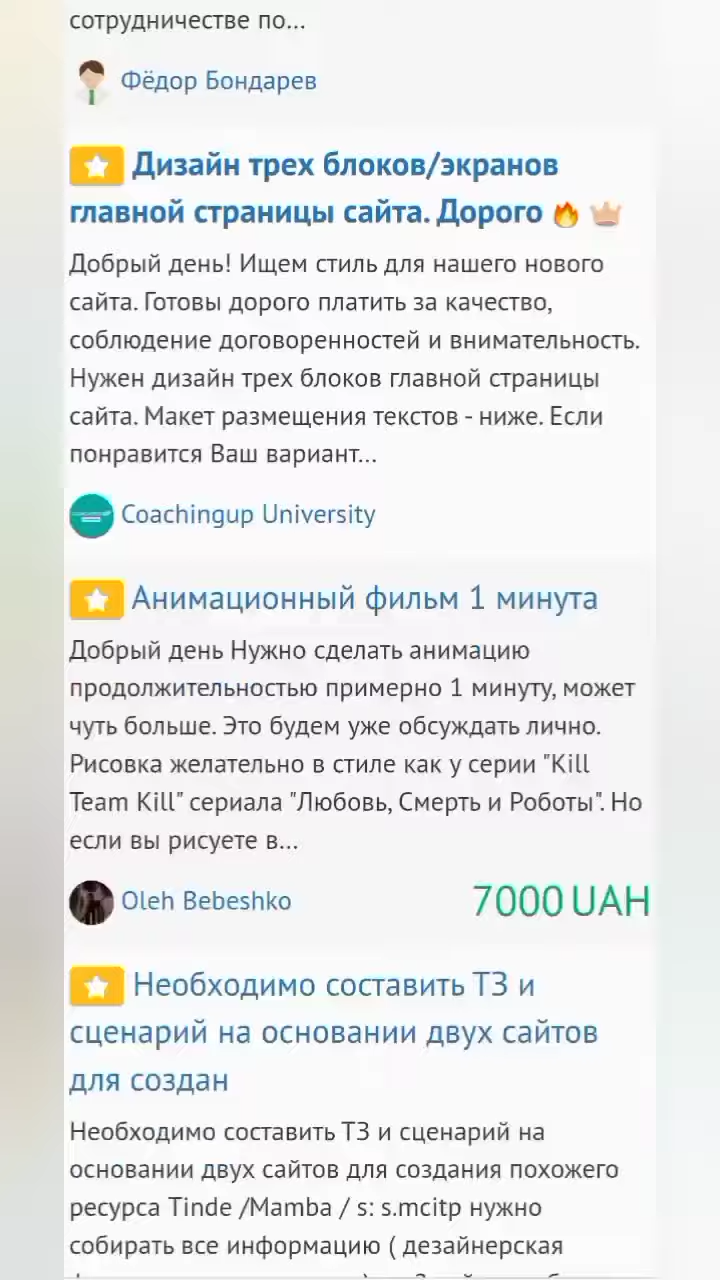 сотрудничестве по...
Фёдор Бондарев
Дизайн трех блоков/экранов
главной страницы сайта. Дорого
Добрый день! Ищем стиль для нашего нового
сайта. Готовы дорого платить за качество,
соблюдение договоренностей и внимательность.
Нужен дизайн трех блоков главной страницы
сайта. Макет размещения текстов - ниже. Если
понравится Ваш вариант...
Coachingup University
Анимационный фильм 1 минута
Добрый день Нужно сделать анимацию
продолжительностью примерно 1 минуту, может
чуть больше. Это будем уже обсуждать лично.
Рисовка желательно в стиле как у серии "Kill
Team Kill" сериала "Любовь, Смерть и Роботы". Но
если вы рисуете в...
Oleh Bebeshko 7000 UAH
Необходимо составить ТЗ и
сценарий на основании двух сайтов
для создан
Необходимо составить ТЗ и сценарий на
основании двух сайтов для создания похожего
ресурса Tinde /Mamba / s: s.mcitp нужно
собирать все информацию ( дизайнерская